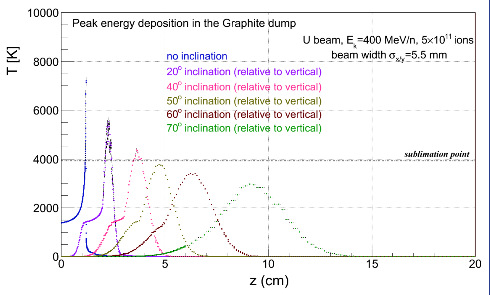 Peak energy deposition in the Graphite dump
U beam, Eₖ=400 MeV/n, 5×10¹¹ ions
beam width σx/y=5.5 mm
no inclination
20° inclination (relative to vertical)
40° inclination (relative to vertical)
50° inclination (relative to vertical)
60° inclination (relative to vertical)
70° inclination (relative to vertical)
sublimation point
T [K]
10000
8000
6000
4000
2000
0
0 5 10 15 20
z (cm)